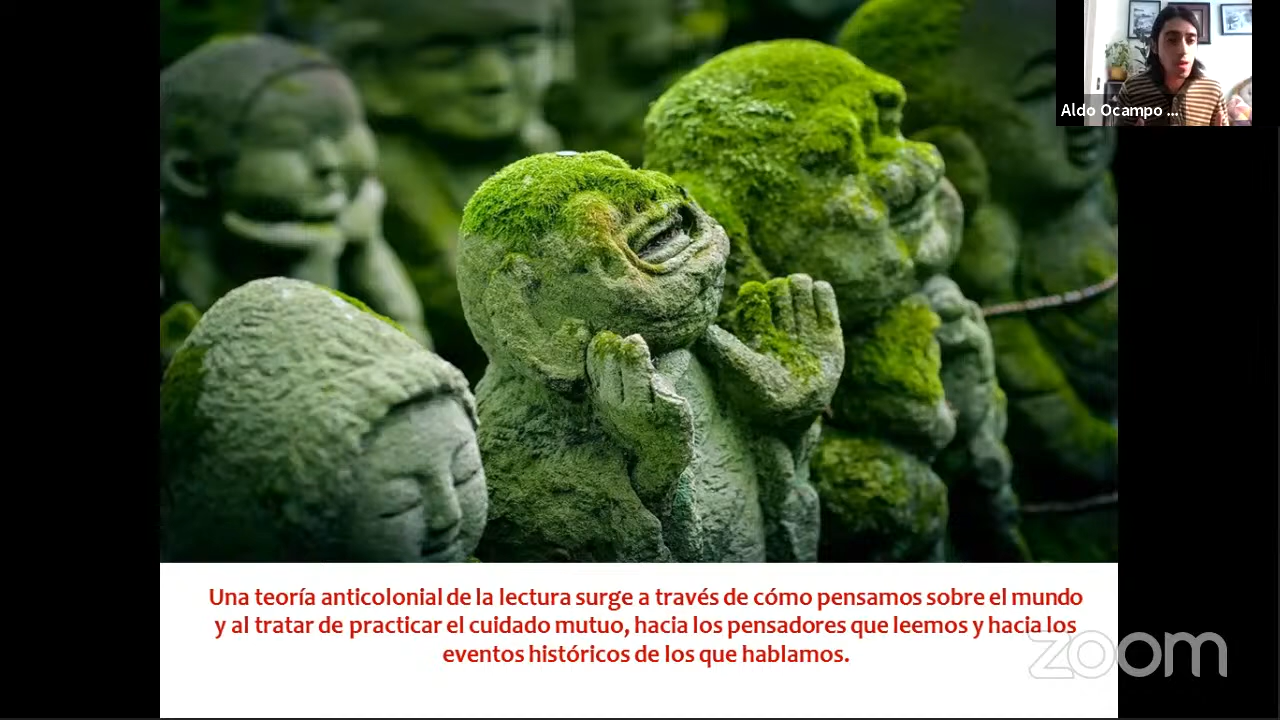 Aldo Ocampo ...
Una teoría anticolonial de la lectura surge a través de cómo pensamos sobre el mundo
y al tratar de practicar el cuidado mutuo, hacia los pensadores que leemos y hacia los
eventos históricos de los que hablamos.
zoom